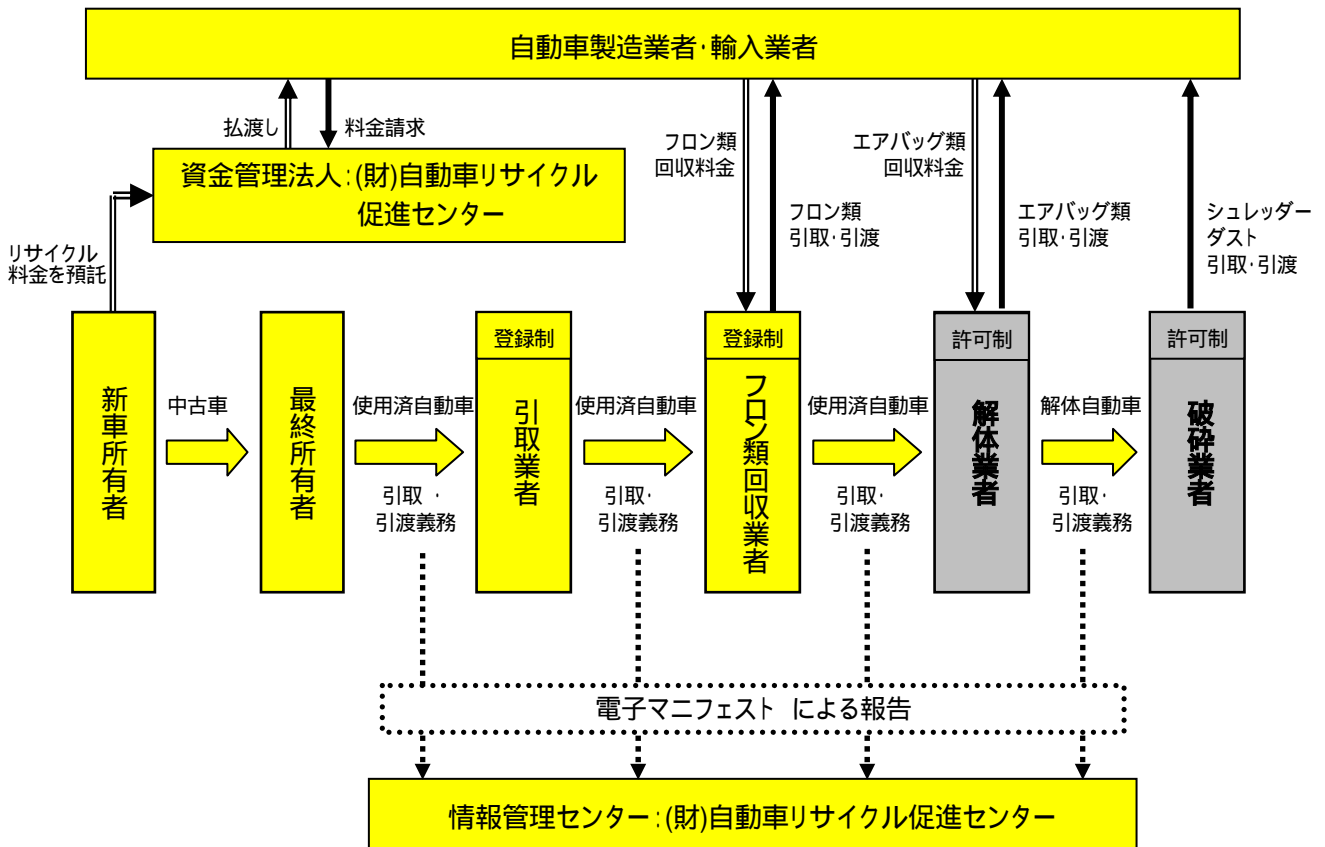 自動車製造業者・輸入業者
払渡し
料金請求
フロン類
回収料金
エアバッグ類
回収料金
資金管理法人:(財)自動車リサイクル
促進センター
フロン類
引取・引渡
エアバッグ類
引取・引渡
シュレッダー
ダスト
引取・引渡
リサイクル
料金を預託
新車所有者
中古車
最終所有者
使用済自動車
引取・
引渡義務
登録制
引取業者
使用済自動車
引取・
引渡義務
登録制
フロン類回収業者
使用済自動車
引取・
引渡義務
許可制
解体業者
解体自動車
引取・
引渡義務
許可制
破砕業者
電子マニフェスト による報告
情報管理センター:(財)自動車リサイクル促進センター